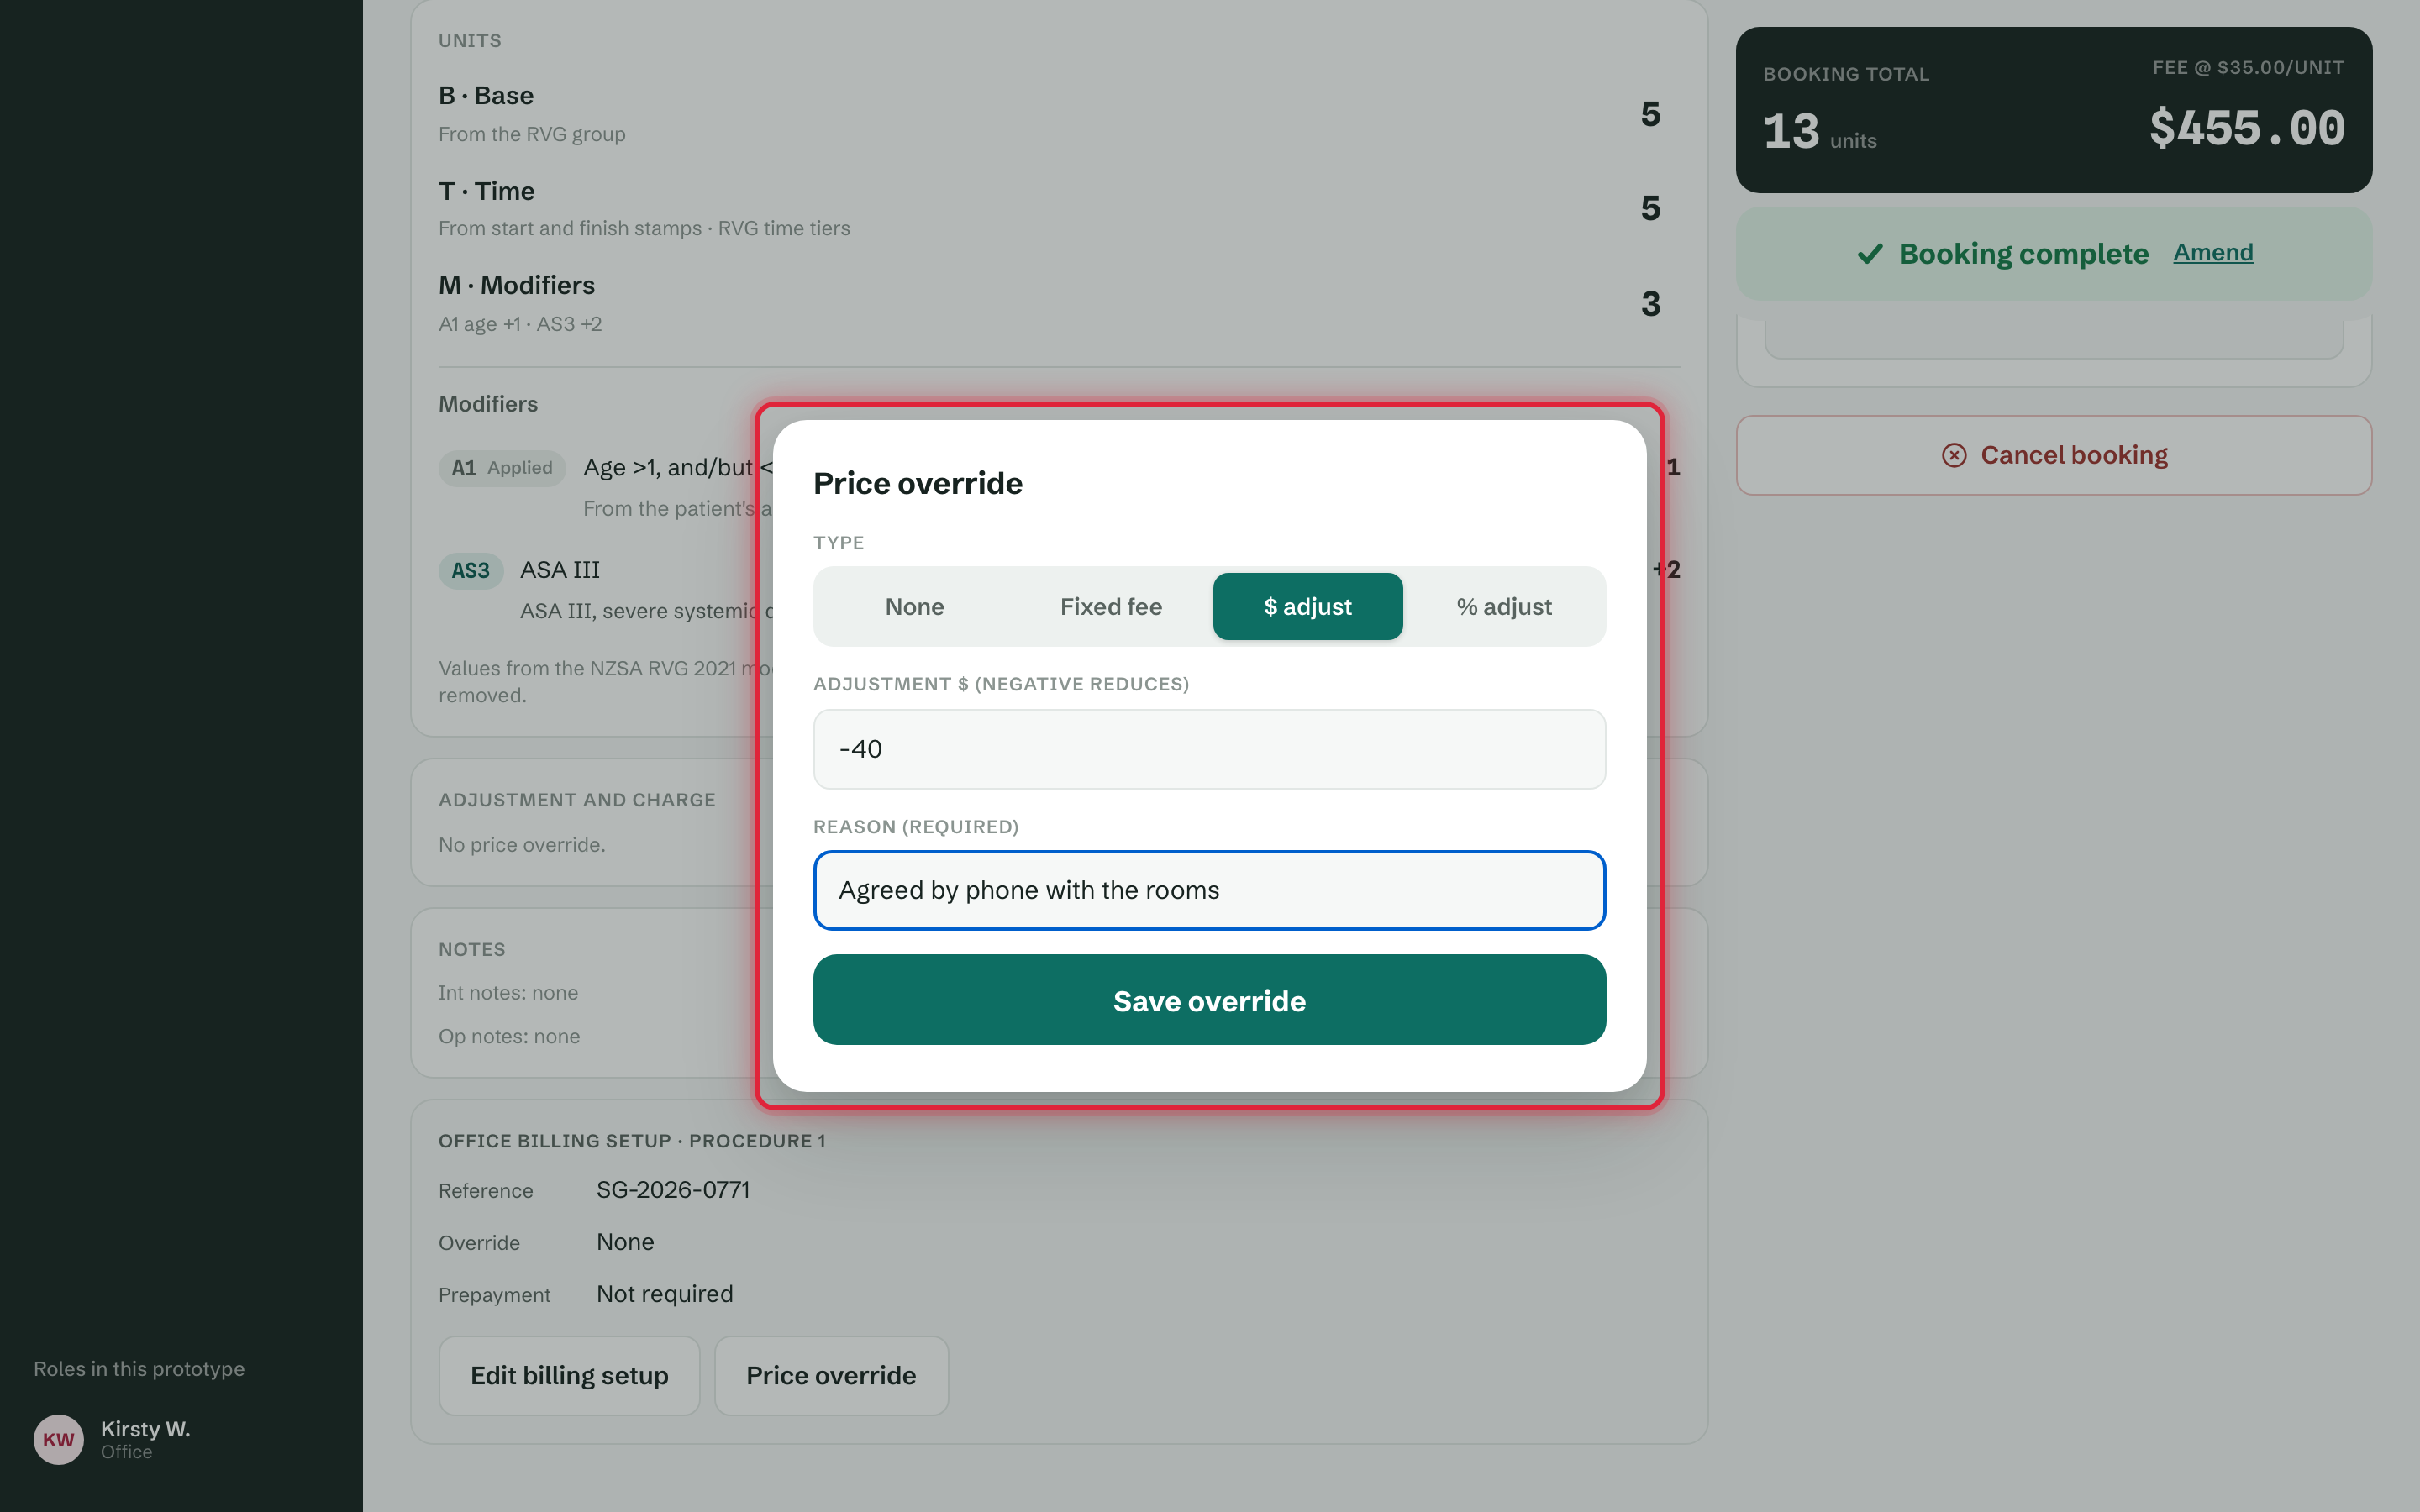 UNITS
B · Base
From the RVG group
5
T · Time
From start and finish stamps · RVG time tiers
5
M · Modifiers
A1 age +1 · AS3 +2
3
Modifiers
A1 Applied
Age >1, and/but <
1
From the patient's a
AS3
ASA III
+2
ASA III, severe systemic
Values from the NZSA RVG 2021 mo
removed.
ADJUSTMENT AND CHARGE
No price override.
NOTES
Int notes: none
Op notes: none
OFFICE BILLING SETUP · PROCEDURE 1
Reference SG-2026-0771
Override None
Prepayment Not required
Edit billing setup
Price override
Price override
TYPE
None
Fixed fee
$ adjust
% adjust
ADJUSTMENT $ (NEGATIVE REDUCES)
-40
REASON (REQUIRED)
Agreed by phone with the rooms
Save override
BOOKING TOTAL
13 units
FEE @ $35.00/UNIT
$455.00
Booking complete
Amend
Cancel booking
Roles in this prototype
KW
Kirsty W.
Office